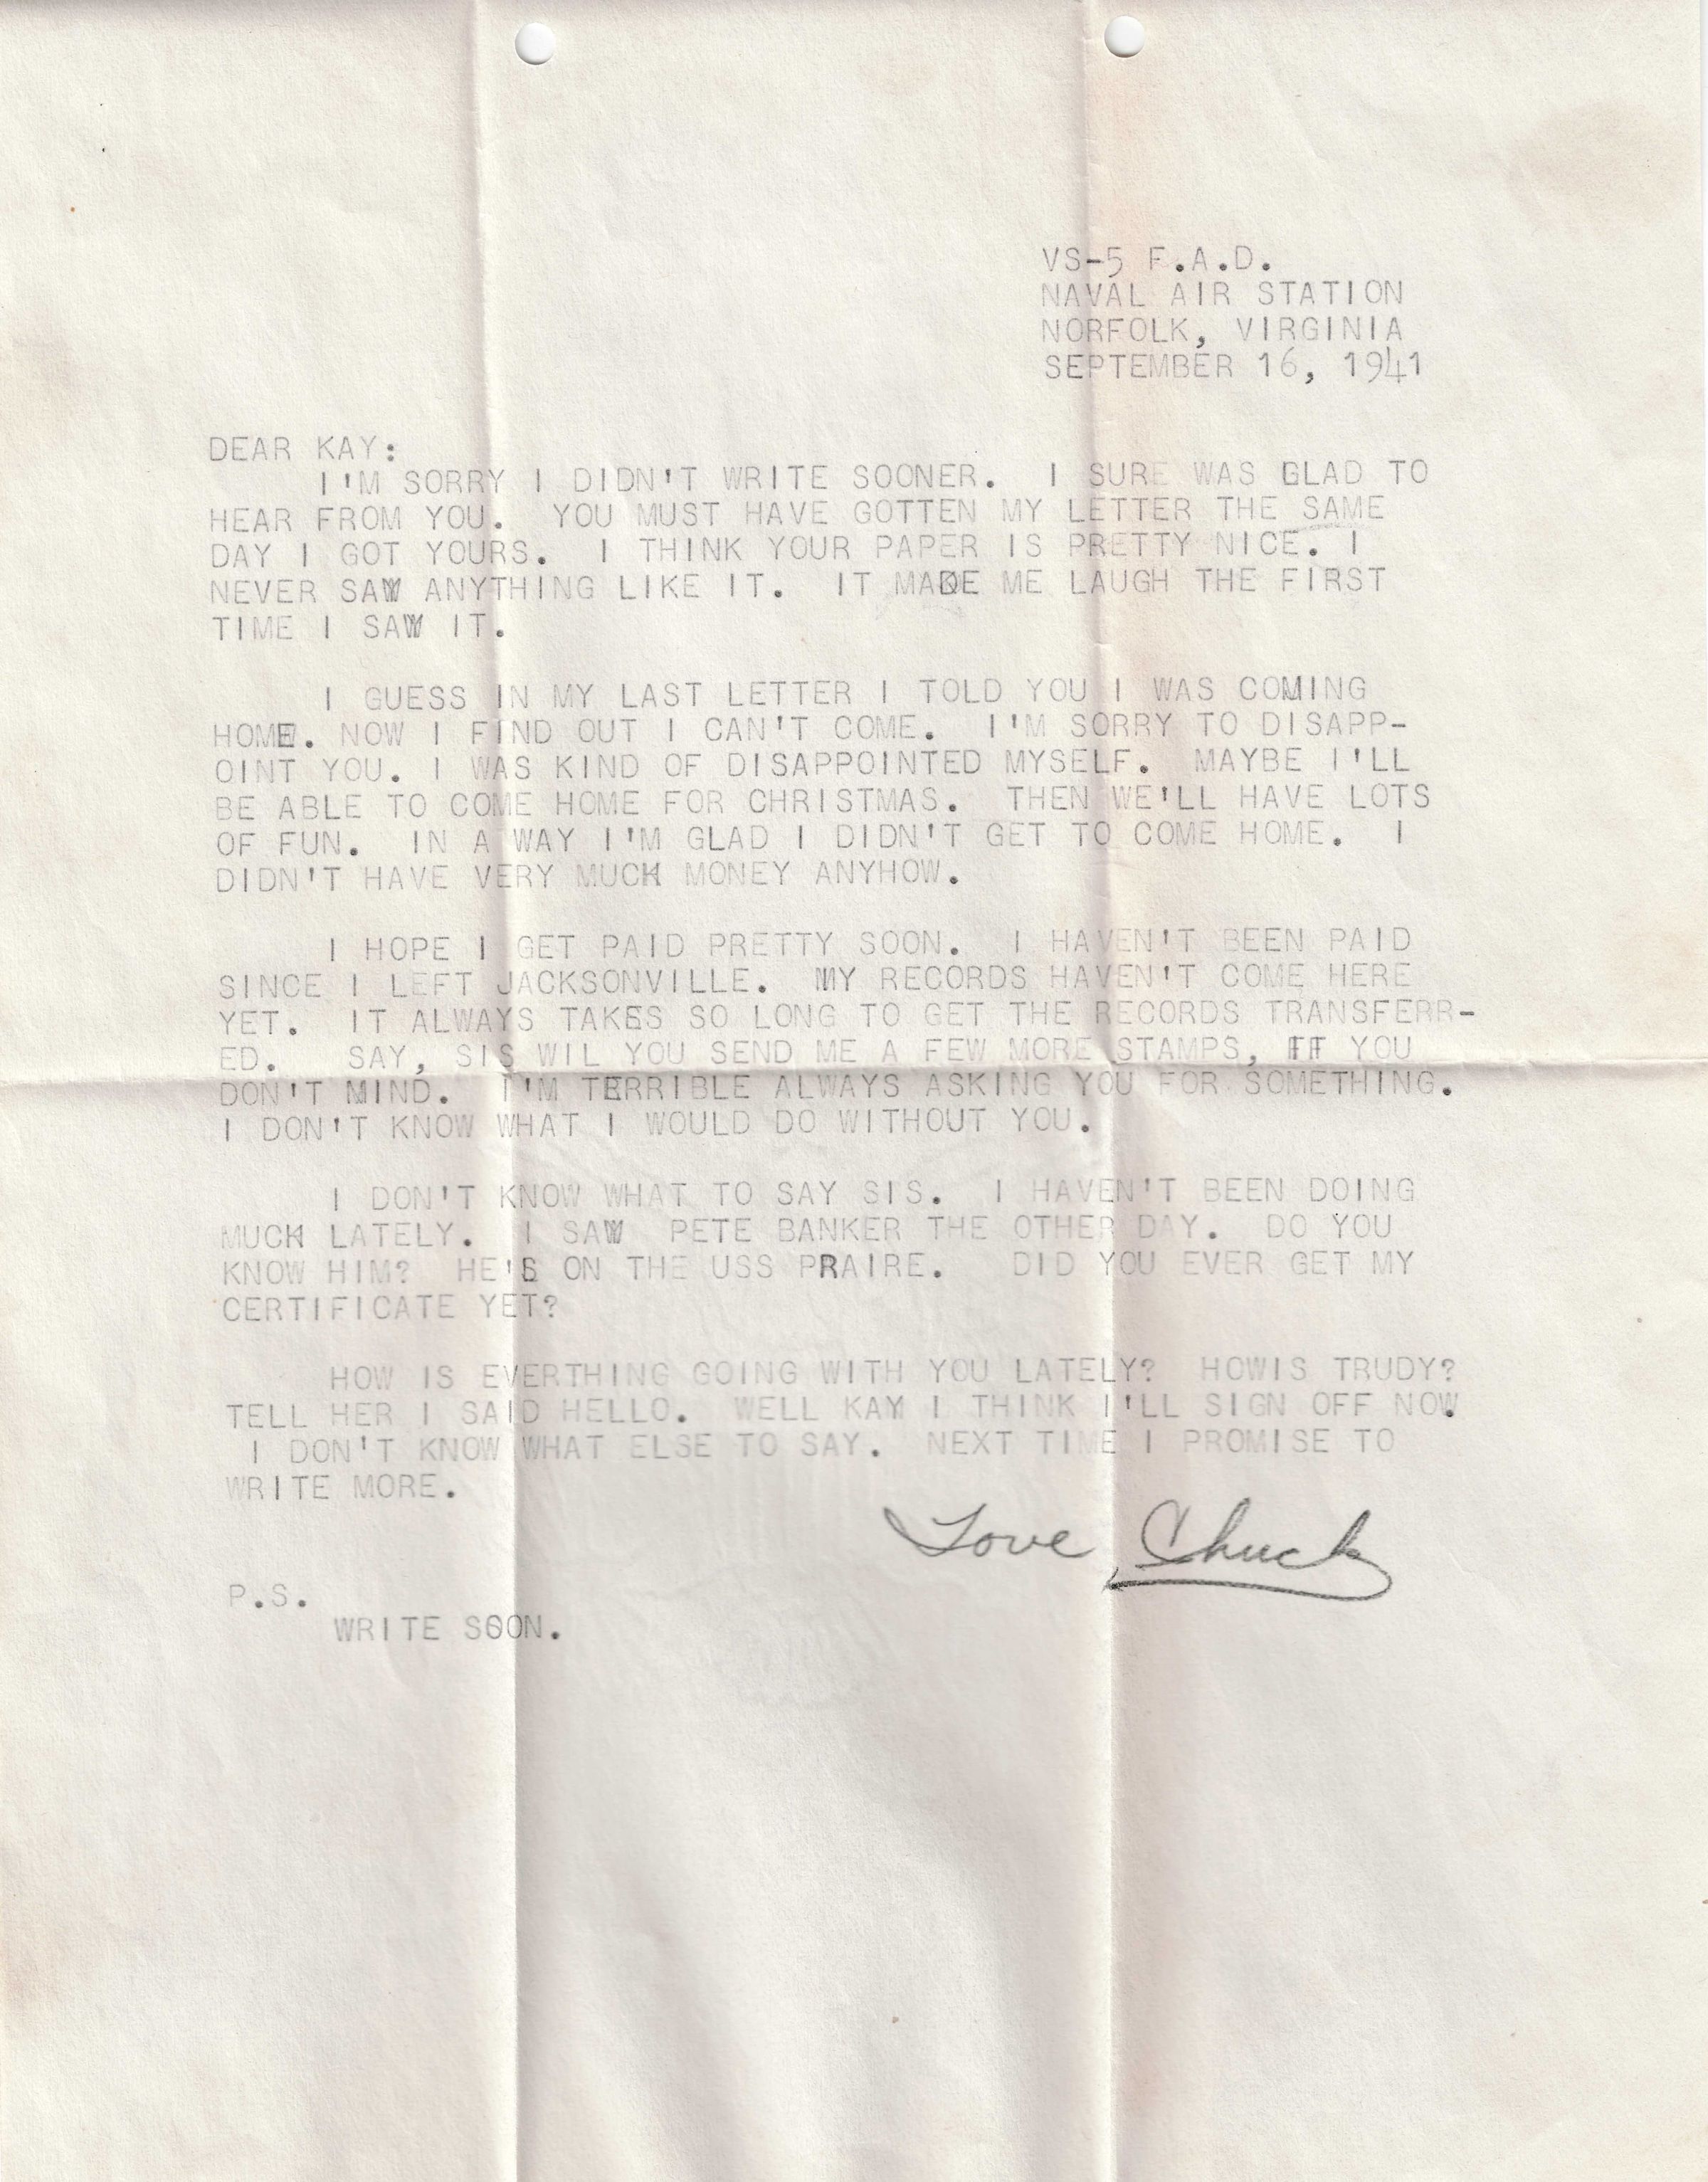 VS-5 F.A.D.
NAVAL AIR STATION
NORFOLK, VIRGINIA
SEPTEMBER 16, 1941
DEAR KAY:
I'M SORRY I DIDN'T WRITE SOONER. I SURE WAS GLAD TO
HEAR FROM YOU. YOU MUST HAVE GOTTEN MY LETTER THE SAME
DAY I GOT YOURS. I THINK YOUR PAPER IS PRETTY NICE. I
NEVER SAW ANYTHING LIKE IT. IT MADE ME LAUGH THE FIRST
TIME I SAW IT.
I GUESS IN MY LAST LETTER I TOLD YOU I WAS COMING
HOME. NOW I FIND OUT I CAN'T COME. I'M SORRY TO DISAPP-
OINT YOU. I WAS KIND OF DISAPPOINTED MYSELF. MAYBE I'LL
BE ABLE TO COME HOME FOR CHRISTMAS. THEN WE'LL HAVE LOTS
OF FUN. IN A WAY I'M GLAD I DIDN'T GET TO COME HOME. I
DIDN'T HAVE VERY MUCH MONEY ANYHOW.
I HOPE I GET PAID PRETTY SOON. I HAVEN'T BEEN PAID
SINCE I LEFT JACKSONVILLE. MY RECORDS HAVEN'T COME HERE
YET. IT ALWAYS TAKES SO LONG TO GET THE RECORDS TRANSFERR-
ED. SAY, SIS WIL YOU SEND ME A FEW MORE STAMPS, IF YOU
DON'T MIND. I'M TERRIBLE ALWAYS ASKING YOU FOR SOMETHING.
I DON'T KNOW WHAT I WOULD DO WITHOUT YOU.
I DON'T KNOW WHAT TO SAY SIS. I HAVEN'T BEEN DOING
MUCH LATELY. I SAW PETE BANKER THE OTHER DAY. DO YOU
KNOW HIM? HE'S ON THE USS PRAIRE. DID YOU EVER GET MY
CERTIFICATE YET?
HOW IS EVERTHING GOING WITH YOU LATELY? HOWIS TRUDY?
TELL HER I SAID HELLO. WELL KAY I THINK I'LL SIGN OFF NOW.
I DON'T KNOW WHAT ELSE TO SAY. NEXT TIME I PROMISE TO
WRITE MORE.
Love Chuck
P.S.
WRITE SOON.